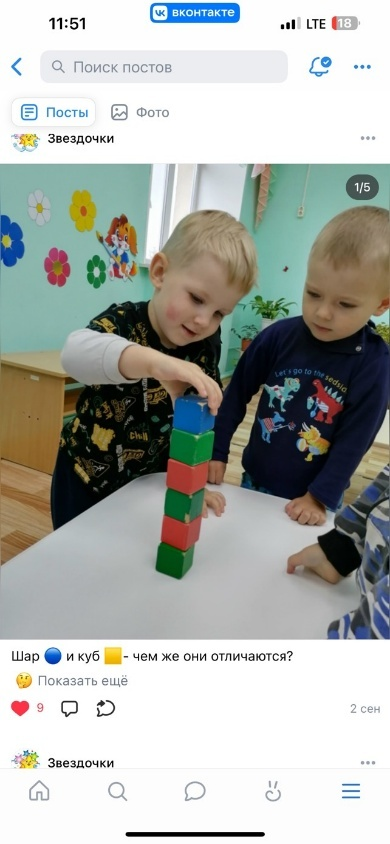 11:51
вконтакте
LTE 18
Поиск постов
Посты
Фото
Звездочки
1/5
Chill
Let's go to the
Шар и куб - чем же они отличаются?
Показать ещё
9
2 сен
Звездочки